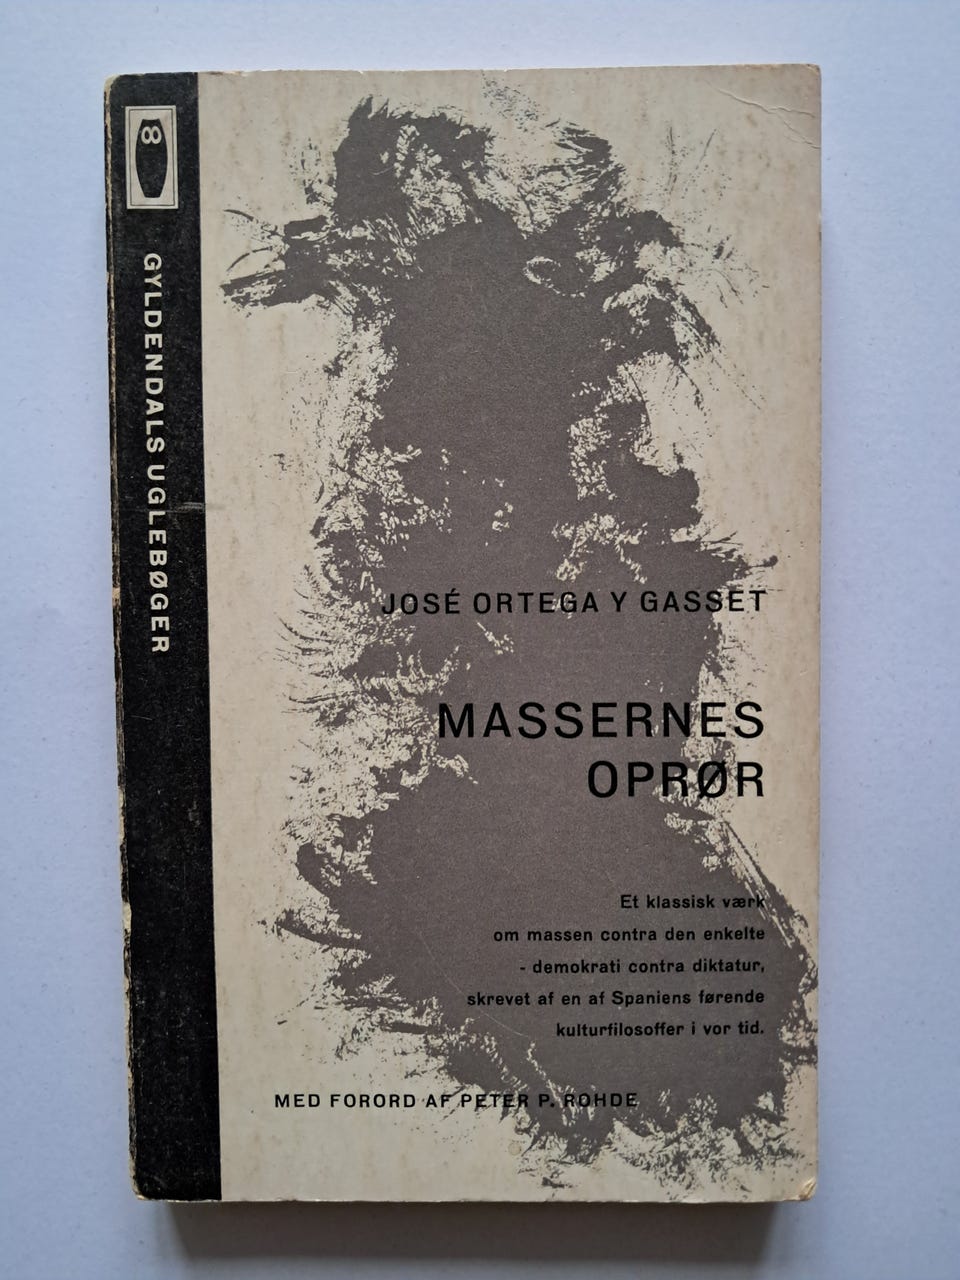 GYLDENDALS UGLEBØGER
JOSÉ ORTEGA Y GASSET
MASSERNES
OPRØR
Et klassisk værk
om massen contra den enkelte
- demokrati contra diktatur,
skrevet af en af Spaniens førende
kulturfilosoffer i vor tid.
MED FORORD AF PETER P. ROHDE